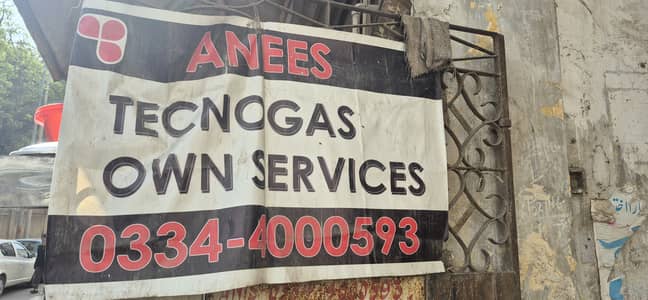 ANEES
TECNOGAS
OWN SERVICES
0334-4000593